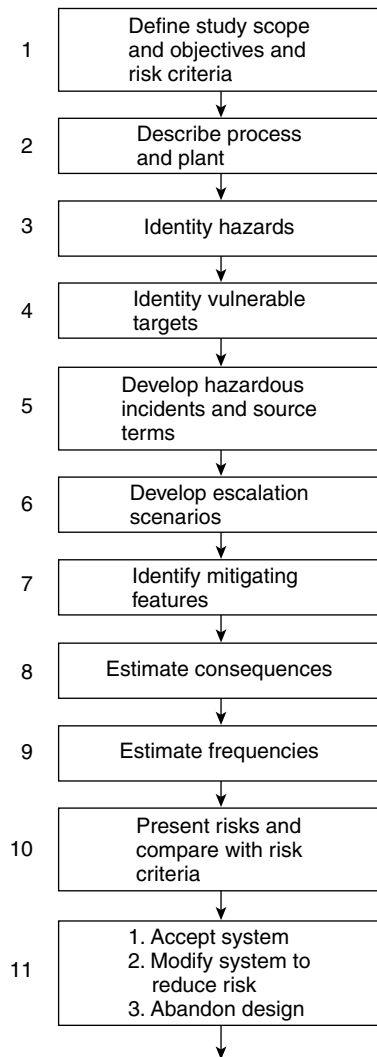 1
Define study scope
and objectives and
risk criteria
2
Describe process
and plant
3
Identity hazards
4
Identity vulnerable
targets
5
Develop hazardous
incidents and source
terms
6
Develop escalation
scenarios
7
Identify mitigating
features
8
Estimate consequences
9
Estimate frequencies
10
Present risks and
compare with risk
criteria
11
1. Accept system
2. Modify system to
reduce risk
3. Abandon design